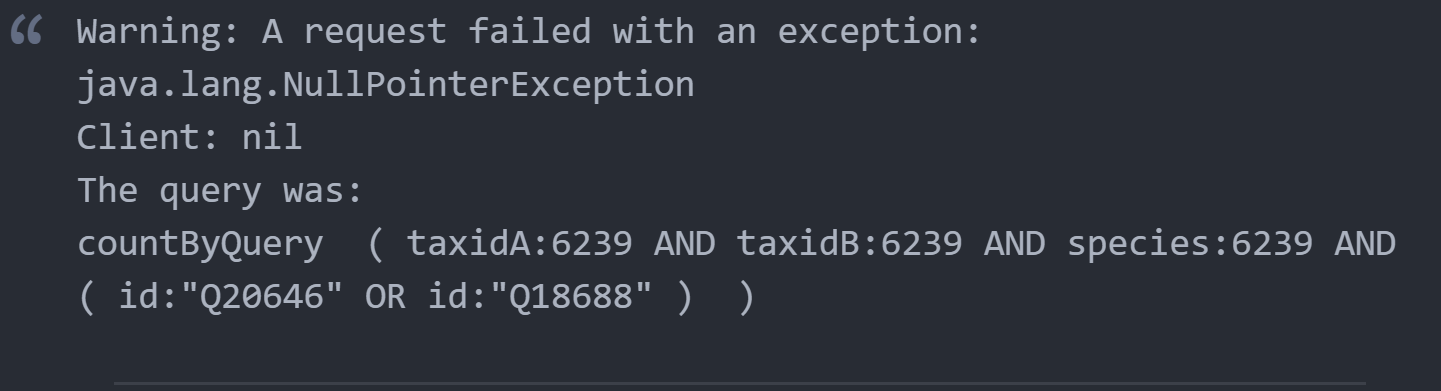 “ Warning: A request failed with an exception:
java.lang.NullPointerException
Client: nil
The query was:
countByQuery  ( taxidA:6239 AND taxidB:6239 AND species:6239 AND
( id:"Q20646" OR id:"Q18688" )  )